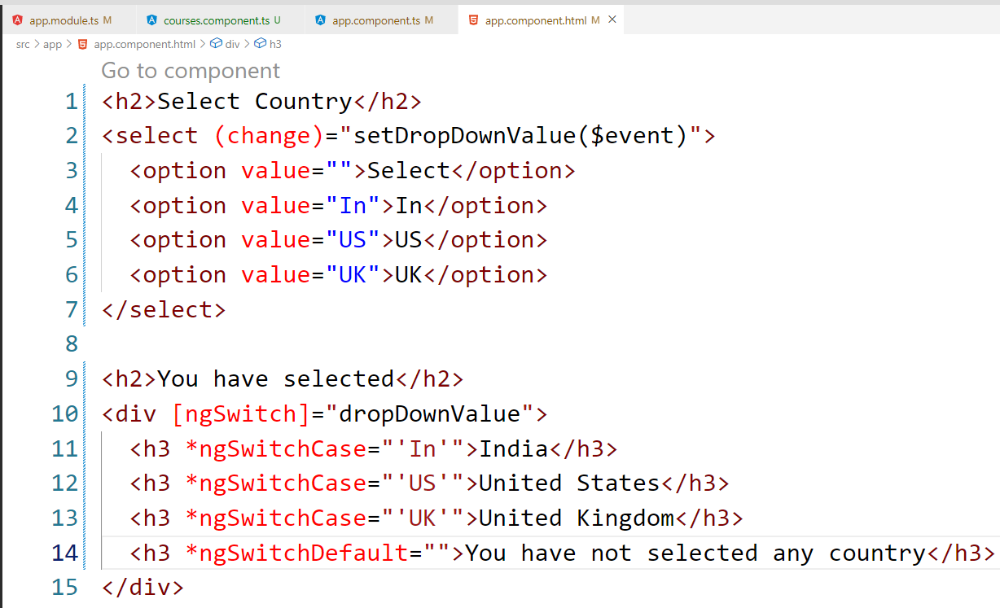 app.module.ts M courses.component.ts U app.component.ts M app.component.html M ×
src > app > app.component.html > div > h3
Go to component
1 <h2>Select Country</h2>
2 <select (change)="setDropDownValue($event)">
3 <option value="">Select</option>
4 <option value="In">In</option>
5 <option value="US">US</option>
6 <option value="UK">UK</option>
7 </select>
8
9 <h2>You have selected</h2>
10 <div [ngSwitch]="dropDownValue">
11 <h3 *ngSwitchCase="'In'">India</h3>
12 <h3 *ngSwitchCase="'US'">United States</h3>
13 <h3 *ngSwitchCase="'UK'">United Kingdom</h3>
14 <h3 *ngSwitchDefault="">You have not selected any country</h3>
15 </div>